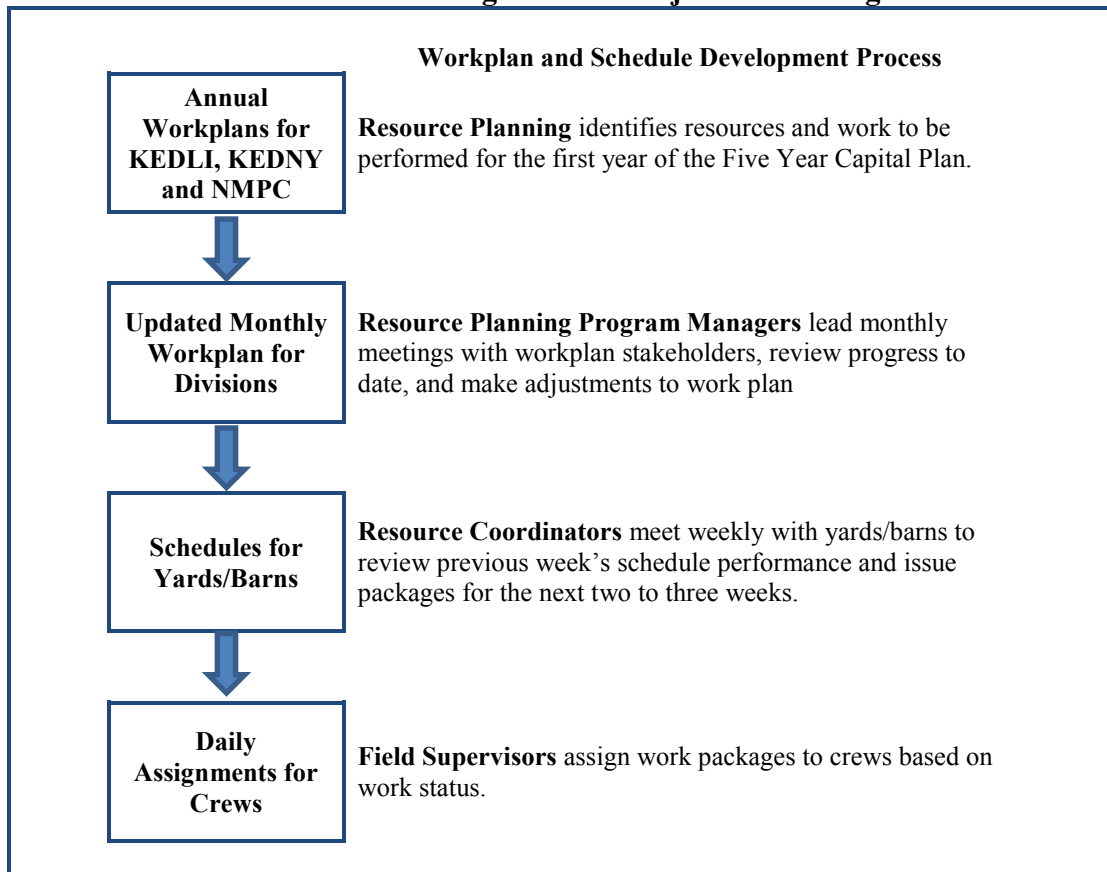 Workplan and Schedule Development Process
Annual
Workplans for
KEDLI, KEDNY
and NMPC
Resource Planning identifies resources and work to be
performed for the first year of the Five Year Capital Plan.
Updated Monthly
Workplan for
Divisions
Resource Planning Program Managers lead monthly
meetings with workplan stakeholders, review progress to
date, and make adjustments to work plan
Schedules for
Yards/Barns
Resource Coordinators meet weekly with yards/barns to
review previous week’s schedule performance and issue
packages for the next two to three weeks.
Daily
Assignments for
Crews
Field Supervisors assign work packages to crews based on
work status.